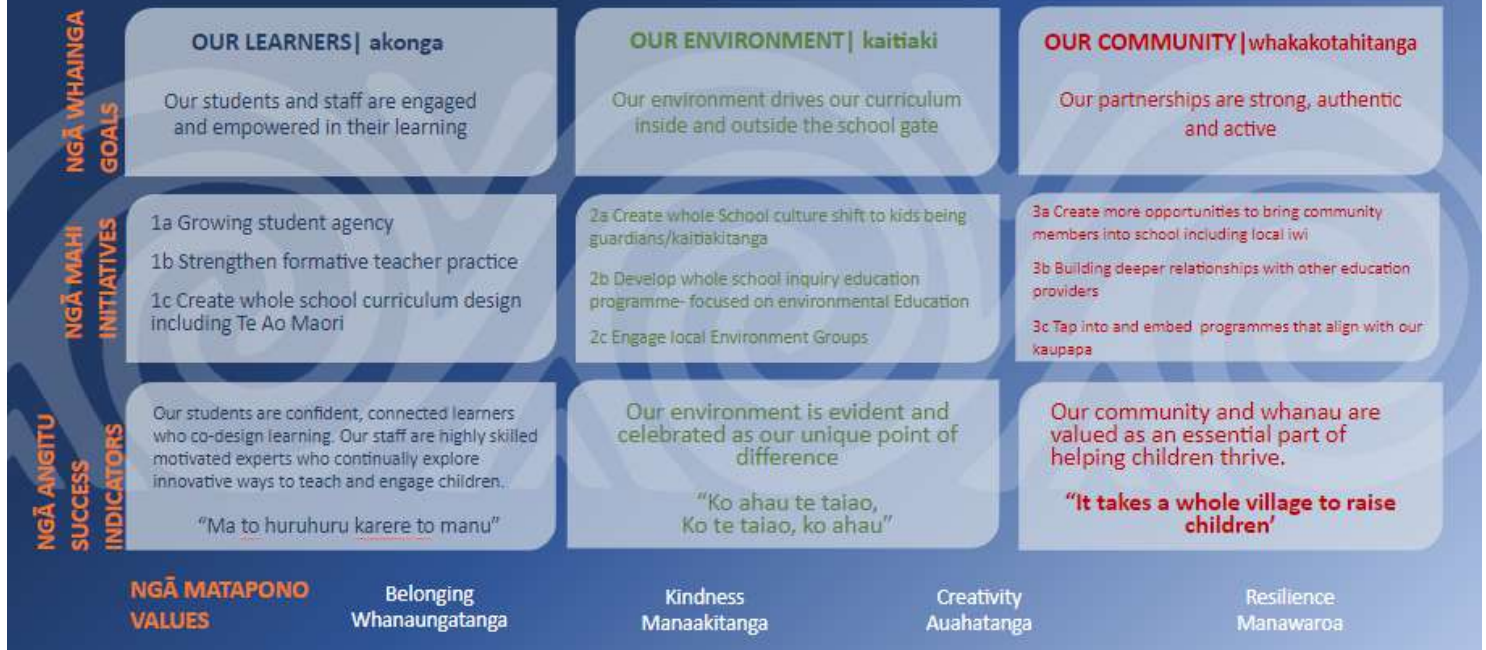 NGĀ WHAINGA
GOALS
OUR LEARNERS| akonga
Our students and staff are engaged
and empowered in their learning
OUR ENVIRONMENT| kaitiaki
Our environment drives our curriculum
inside and outside the school gate
OUR COMMUNITY|whakakotahitanga
Our partnerships are strong, authentic
and active
NGĀ MAHI
INITIATIVES
1a Growing student agency
1b Strengthen formative teacher practice
1c Create whole school curriculum design
including Te Ao Maori
2a Create whole School culture shift to kids being
guardians/kaitiakitanga
2b Develop whole school inquiry education
programme- focused on environmental Education
2c Engage local Environment Groups
3a Create more opportunities to bring community
members into school including local iwi
3b Building deeper relationships with other education
providers
3c Tap into and embed programmes that align with our
kaupapa
NGĀ ANGITU
SUCCESS
INDICATORS
Our students are confident, connected learners
who co-design learning. Our staff are highly skilled
motivated experts who continually explore
innovative ways to teach and engage children.
“Ma to huruhuru karere to manu”
Our environment is evident and
celebrated as our unique point of
difference
“Ko ahau te taiao,
Ko te taiao, ko ahau”
Our community and whanau are
valued as an essential part of
helping children thrive.
“It takes a whole village to raise
children’
NGĀ MATAPONO
VALUES
Belonging
Whanaungatanga
Kindness
Manaakitanga
Creativity
Auahatanga
Resilience
Manawaroa